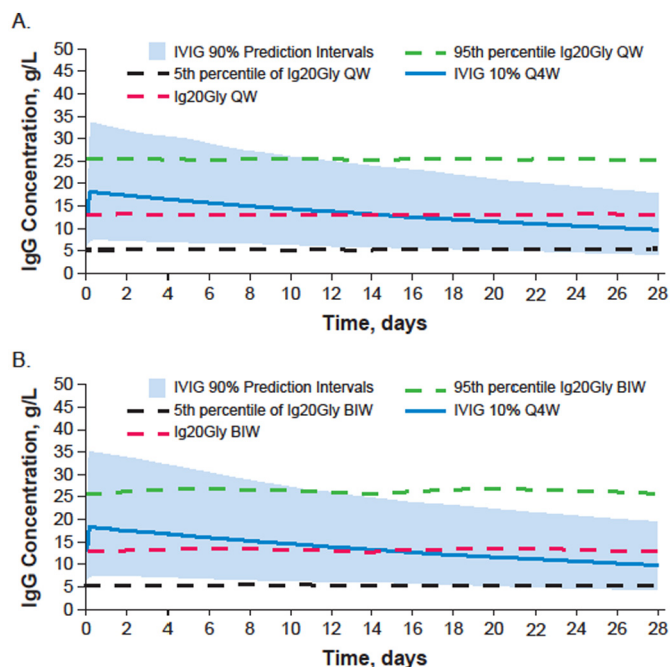 A.
IVIG 90% Prediction Intervals
95th percentile Ig20Gly QW
5th percentile of Ig20Gly QW
IVIG 10% Q4W
Ig20Gly QW
IgG Concentration, g/L
50
45
40
35
30
25
20
15
10
5
0
0 2 4 6 8 10 12 14 16 18 20 22 24 26 28
Time, days
B.
IVIG 90% Prediction Intervals
95th percentile Ig20Gly BIW
5th percentile of Ig20Gly BIW
IVIG 10% Q4W
Ig20Gly BIW
IgG Concentration, g/L
50
45
40
35
30
25
20
15
10
5
0
0 2 4 6 8 10 12 14 16 18 20 22 24 26 28
Time, days